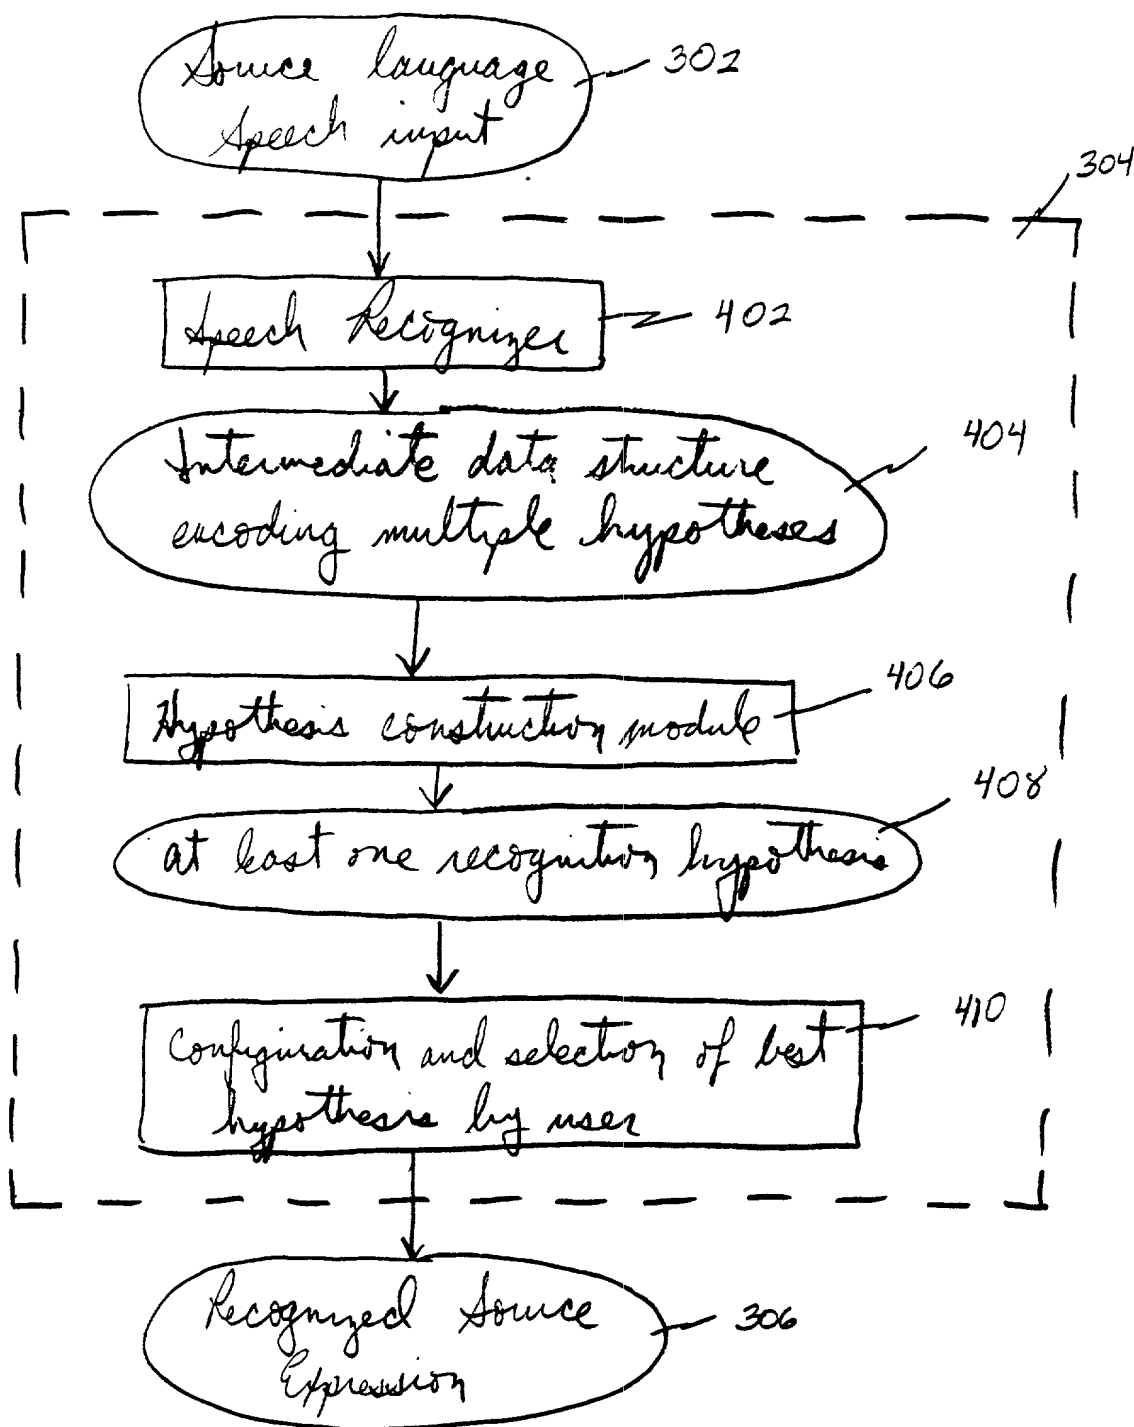 Source language
302
speech input
304
Speech Recognizer
402
Intermediate data structure
404
encoding multiple hypotheses
Hypothesis construction module
406
at least one recognition hypothesis
408
Configuration and selection of best
410
hypothesis by user
Recognized Source
306
Expression